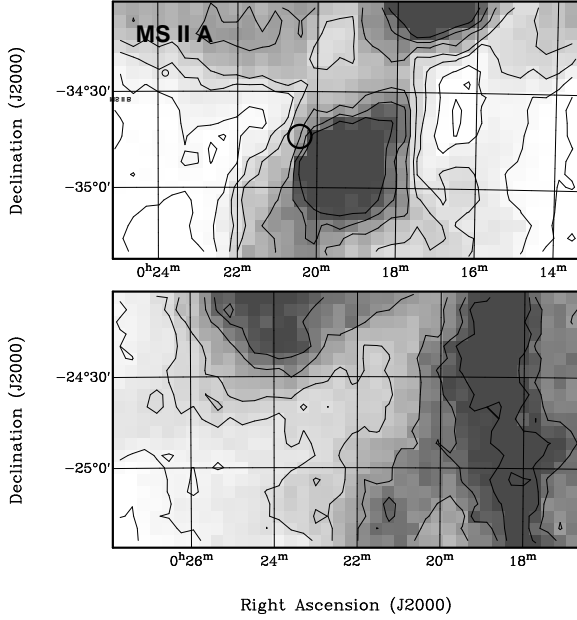 MS II A
Declination (J2000)
−34°30′
−35°0′
0ʰ24ᵐ 22ᵐ 20ᵐ 18ᵐ 16ᵐ 14ᵐ
Declination (J2000)
−24°30′
−25°0′
0ʰ26ᵐ 24ᵐ 22ᵐ 20ᵐ 18ᵐ
Right Ascension (J2000)